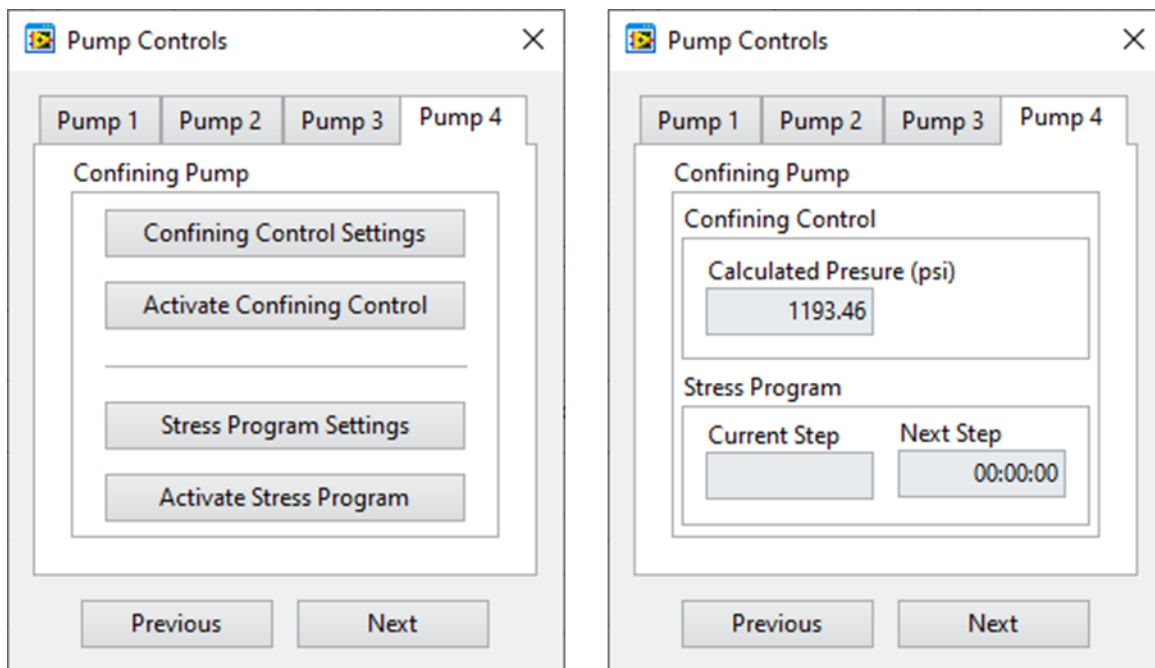 Pump Controls
Pump 1 Pump 2 Pump 3 Pump 4
Confining Pump
Confining Control Settings
Activate Confining Control
Stress Program Settings
Activate Stress Program
Previous Next
Pump Controls
Pump 1 Pump 2 Pump 3 Pump 4
Confining Pump
Confining Control
Calculated Presure (psi)
1193.46
Stress Program
Current Step Next Step
00:00:00
Previous Next